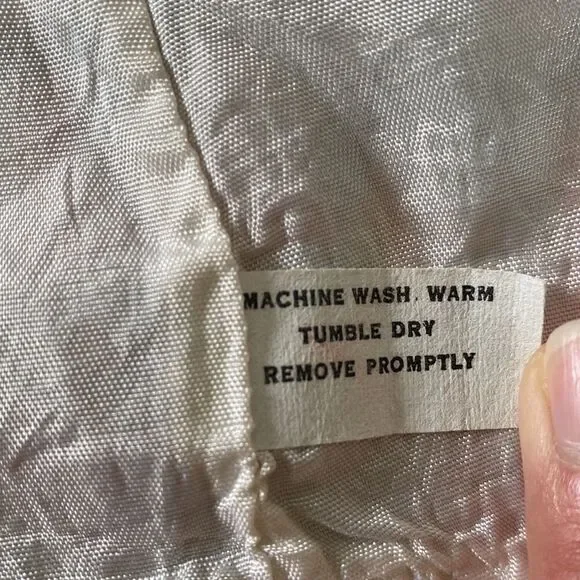 MACHINE WASH. WARM
TUMBLE DRY
REMOVE PROMPTLY